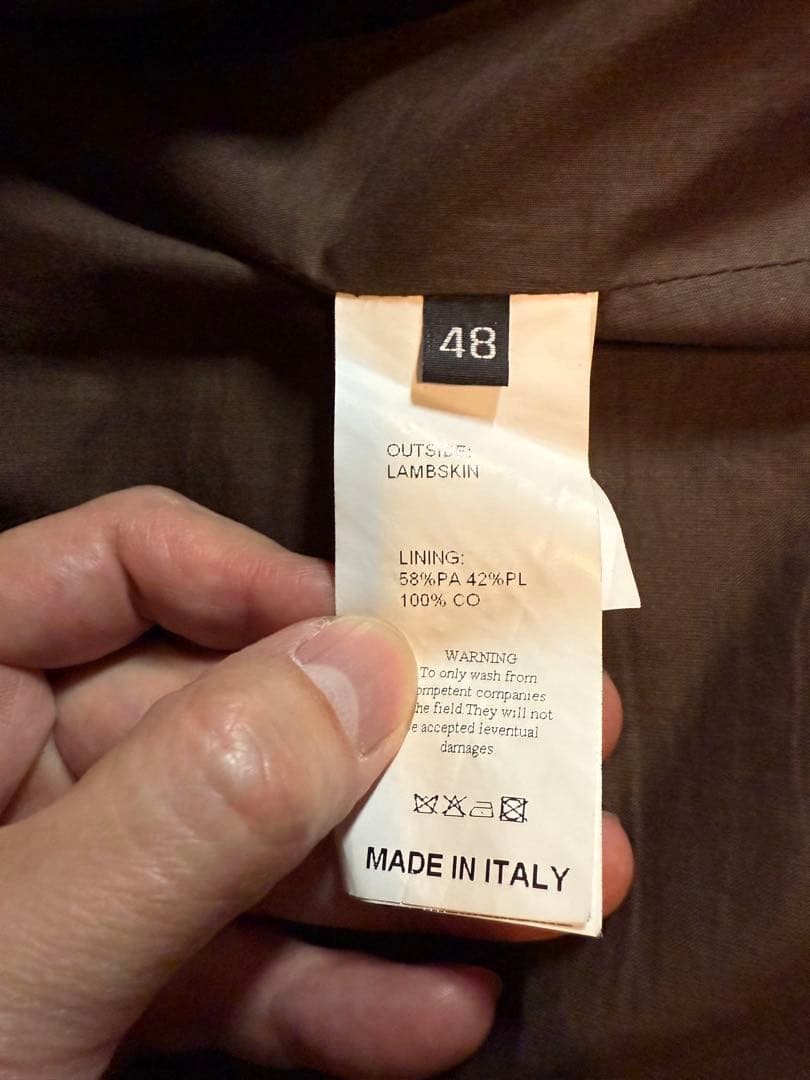 48
OUTSIDE:
LAMBSKIN
LINING:
58%PA 42%PL
100% CO
WARNING
To only wash from
ompetent companies
he field They will not
e accepted ieventual
damages
MADE IN ITALY